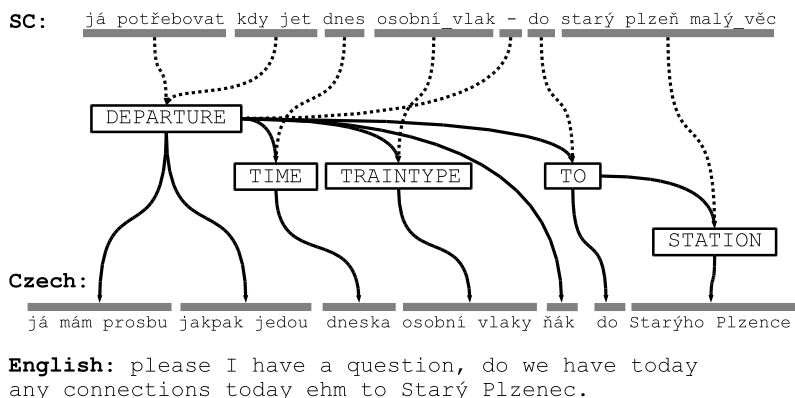 SC: já potřebovat kdy jet dnes osobní_vlak - do starý plzeň malý_věc
DEPARTURE
TIME TRAINTYPE TO
STATION
Czech:
já mám prosbu jakpak jedou dneska osobní vlaky ňák do Starýho Plzence
English: please I have a question, do we have today
any connections today ehm to Starý Plzenec.